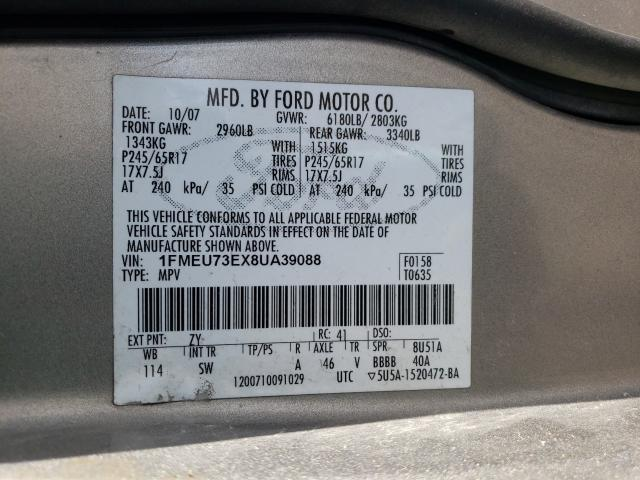 MFD. BY FORD MOTOR CO.
DATE: 10/07 GVWR: 6180LB/ 2803KG
FRONT GAWR: 2960LB REAR GAWR: 3340LB
1343KG WITH 1515KG WITH
P245/65R17 TIRES P245/65R17 TIRES
17X7.5J RIMS 17X7.5J RIMS
AT 240 kPa/ 35 PSI COLD AT 240 kPa/ 35 PSI COLD
Ford
THIS VEHICLE CONFORMS TO ALL APPLICABLE FEDERAL MOTOR
VEHICLE SAFETY STANDARDS IN EFFECT ON THE DATE OF
MANUFACTURE SHOWN ABOVE.
VIN: 1FMEU73EX8UA39088 F0158
TYPE: MPV T0635
EXT PNT: ZY RC: 41 DSO:
WB INT TR TP/PS R AXLE TR SPR 8U51A
114 SW A 46 V BBBB 40A
1200710091029 UTC ▽5U5A-1520472-BA